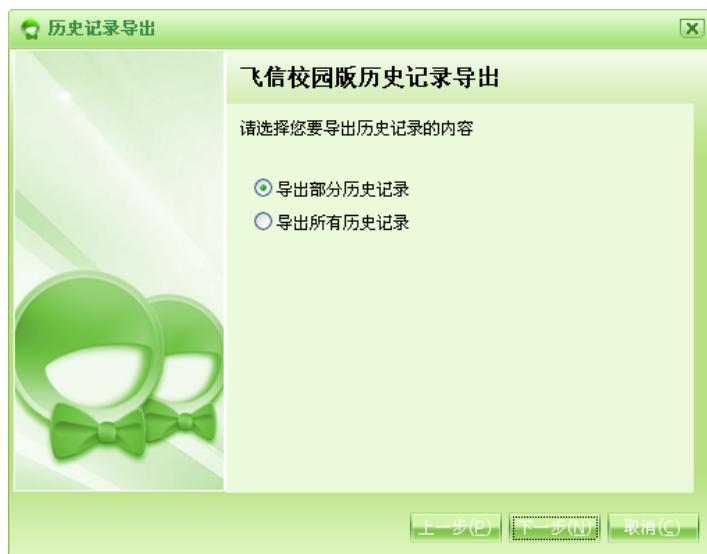 历史记录导出
飞信校园版历史记录导出
请选择您要导出历史记录的内容
导出部分历史记录
导出所有历史记录
上一步(P) 下一步(N) 取消(C)